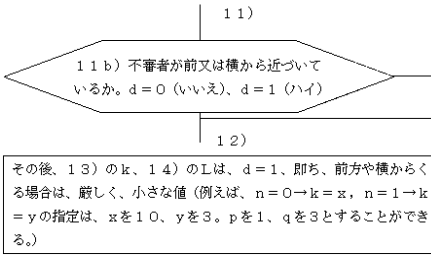 １１）
１１ｂ）不審者が前又は横から近づいて
いるか。ｄ＝０（いいえ）、ｄ＝１（ハイ）
１２）
その後、１３）のｋ、１４）のＬは、ｄ＝１、即ち、前方や横からく
る場合は、厳しく、小さな値（例えば、ｎ＝０→ｋ＝ｘ，ｎ＝１→ｋ
＝ｙの指定は、ｘを１０、ｙを３。ｐを１、ｑを３とすることができ
る。）